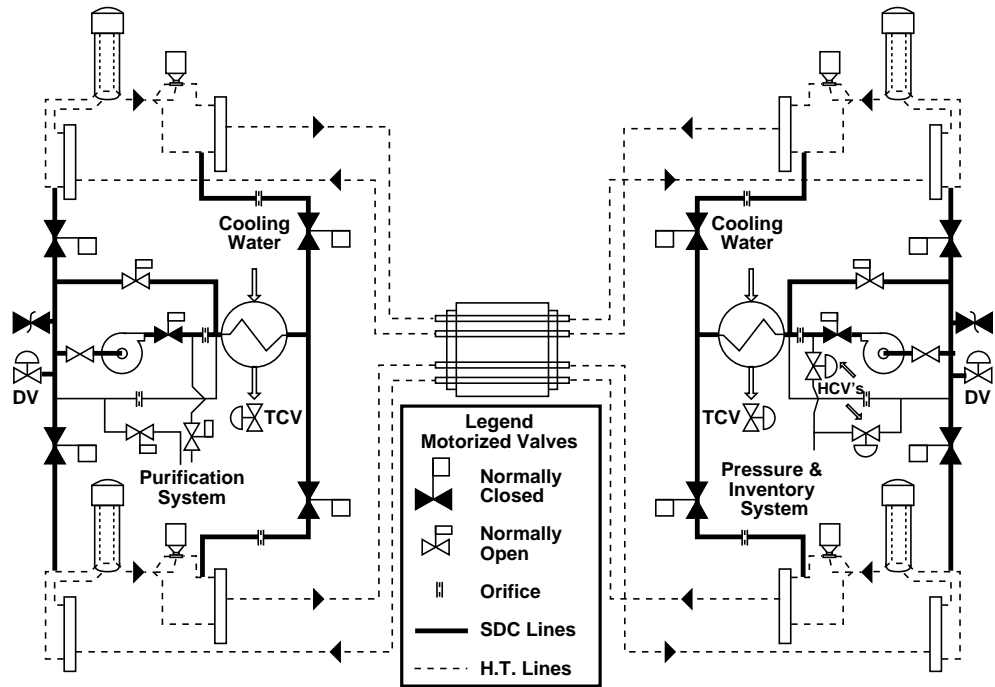 Cooling
Water
Cooling
Water
DV
TCV
Purification
System
HCV's
TCV
DV
Pressure &
Inventory
System
Legend
Motorized Valves
Normally
Closed
Normally
Open
Orifice
SDC Lines
H.T. Lines